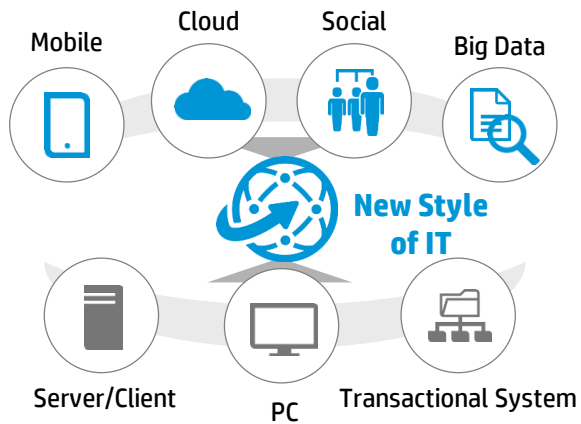 Mobile
Cloud
Social
Big Data
New Style
of IT
Server/Client
PC
Transactional System